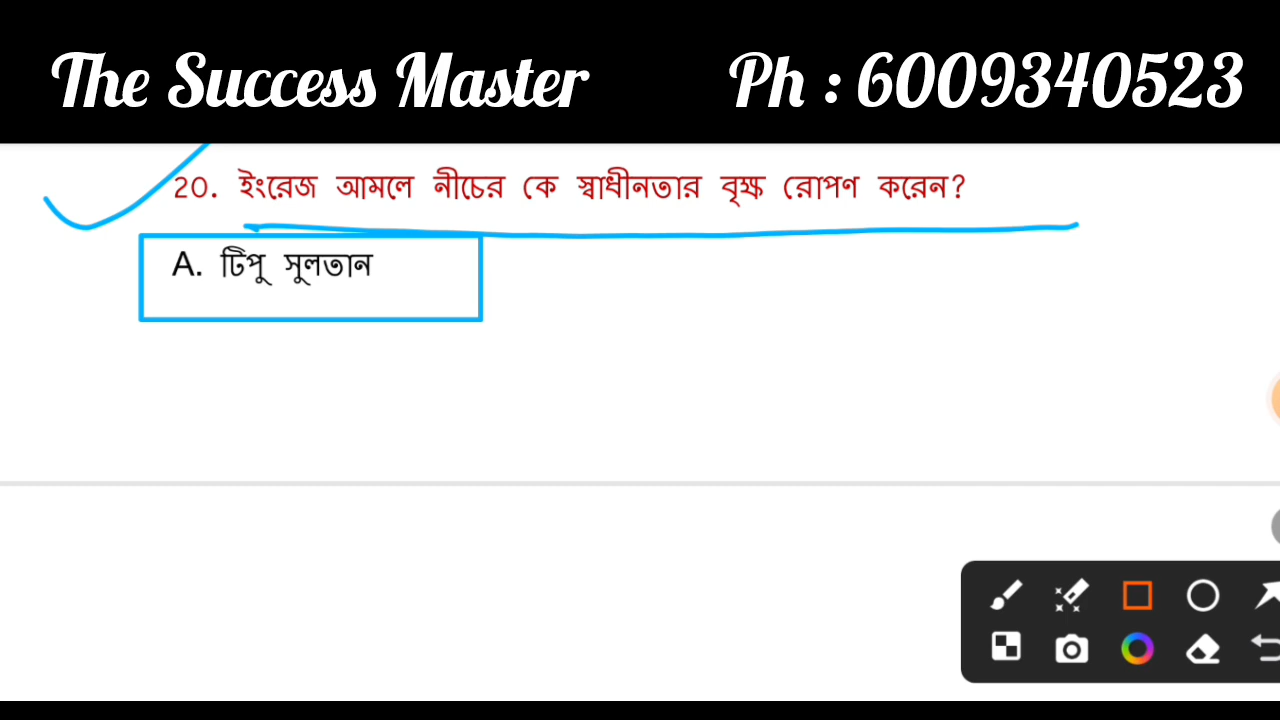 The Success Master Ph : 6009340523
20. ইংরেজ আমলে নীচের কে স্বাধীনতার বৃক্ষ রোপণ করেন?
A. টিপু সুলতান